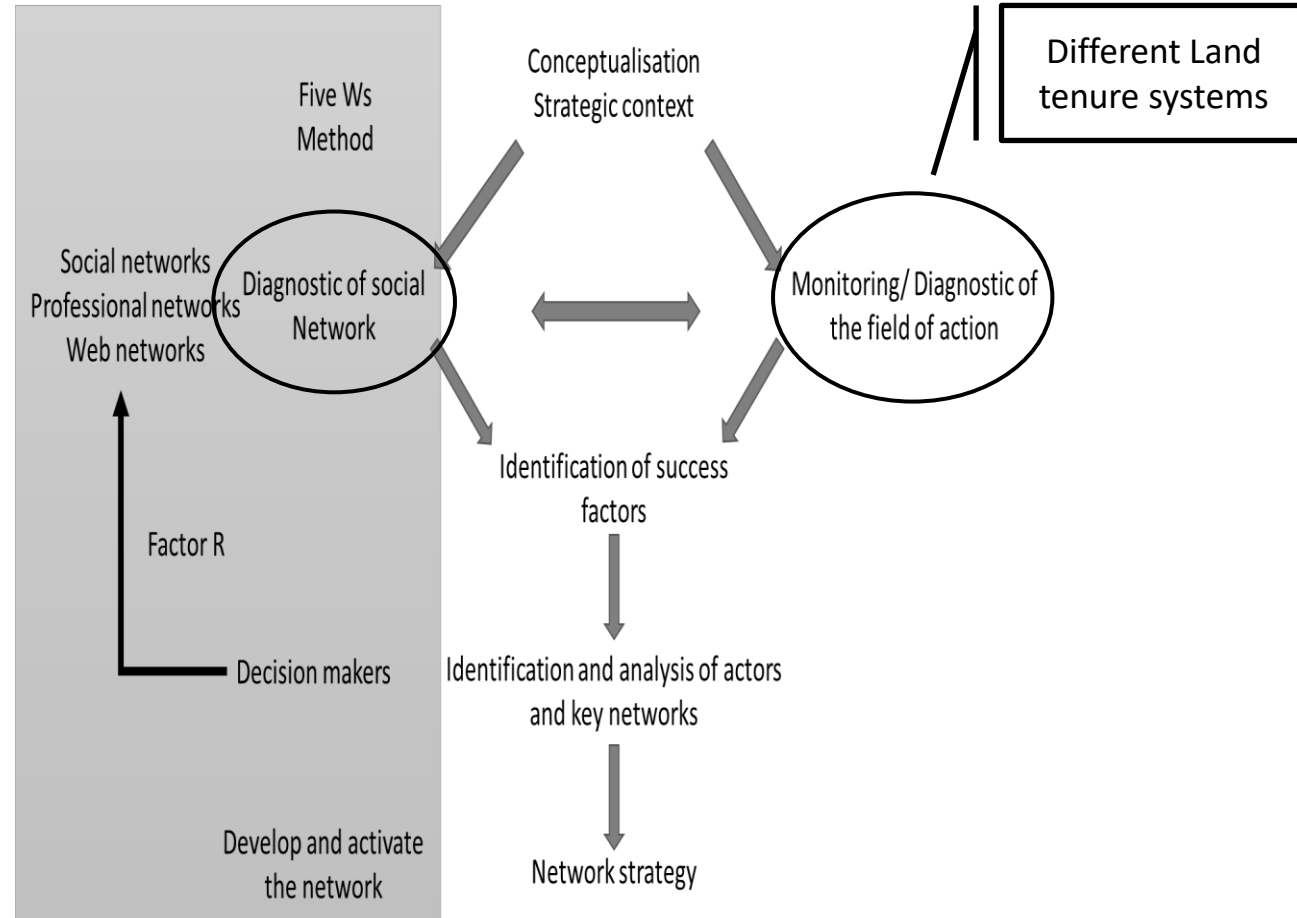 Different Land
tenure systems
Conceptualisation
Strategic context
Five Ws
Method
Social networks
Professional networks
Web networks
Diagnostic of social
Network
Monitoring/ Diagnostic of
the field of action
Identification of success
factors
Factor R
Decision makers
Identification and analysis of actors
and key networks
Develop and activate
the network
Network strategy